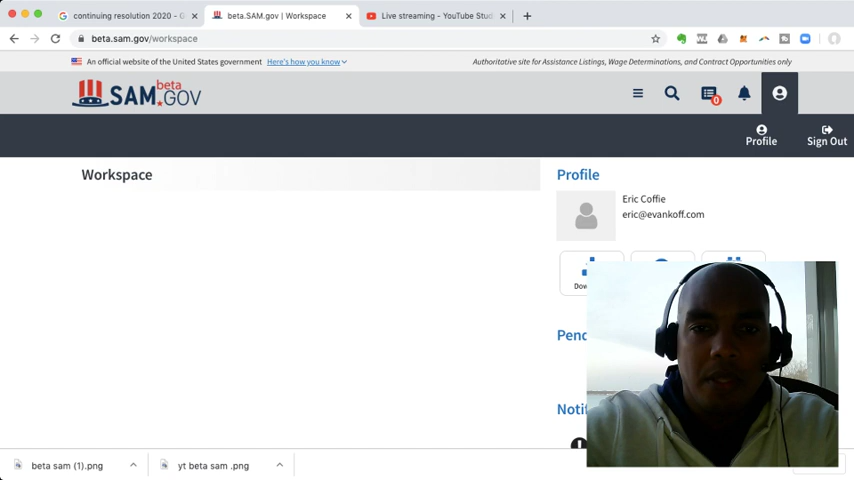 continuing resolution 2020 - G
beta.SAM.gov | Workspace
Live streaming - YouTube Stud
beta.sam.gov/workspace
An official website of the United States government Here's how you know
Authoritative site for Assistance Listings, Wage Determinations, and Contract Opportunities only
beta
SAM.GOV
0
Profile
Sign Out
Workspace
Profile
Eric Coffie
eric@evankoff.com
Dow
Pend
Notif
beta sam (1).png
yt beta sam .png